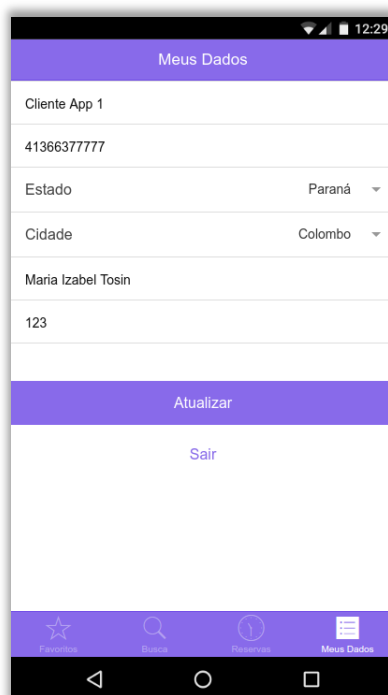 12:29
Meus Dados
Cliente App 1
41366377777
Estado Paraná
Cidade Colombo
Maria Izabel Tosin
123
Atualizar
Sair
Favoritos Busca Reservas Meus Dados